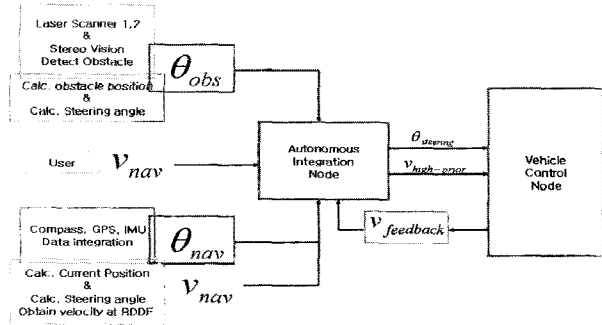 Laser Scanner 1,2
&
Stereo Vision
Detect Obstacle
θobs
Calc. obstacle position
&
Calc. Steering angle
User
vnav
Autonomous
Integration
Node
θsteering
vhigh-prior
Vehicle
Control
Node
vfeedback
Compass, GPS, IMU
Data integration
θnav
Calc. Current Position
&
Calc. Steering angle
Obtain velocity at RDDF
vnav